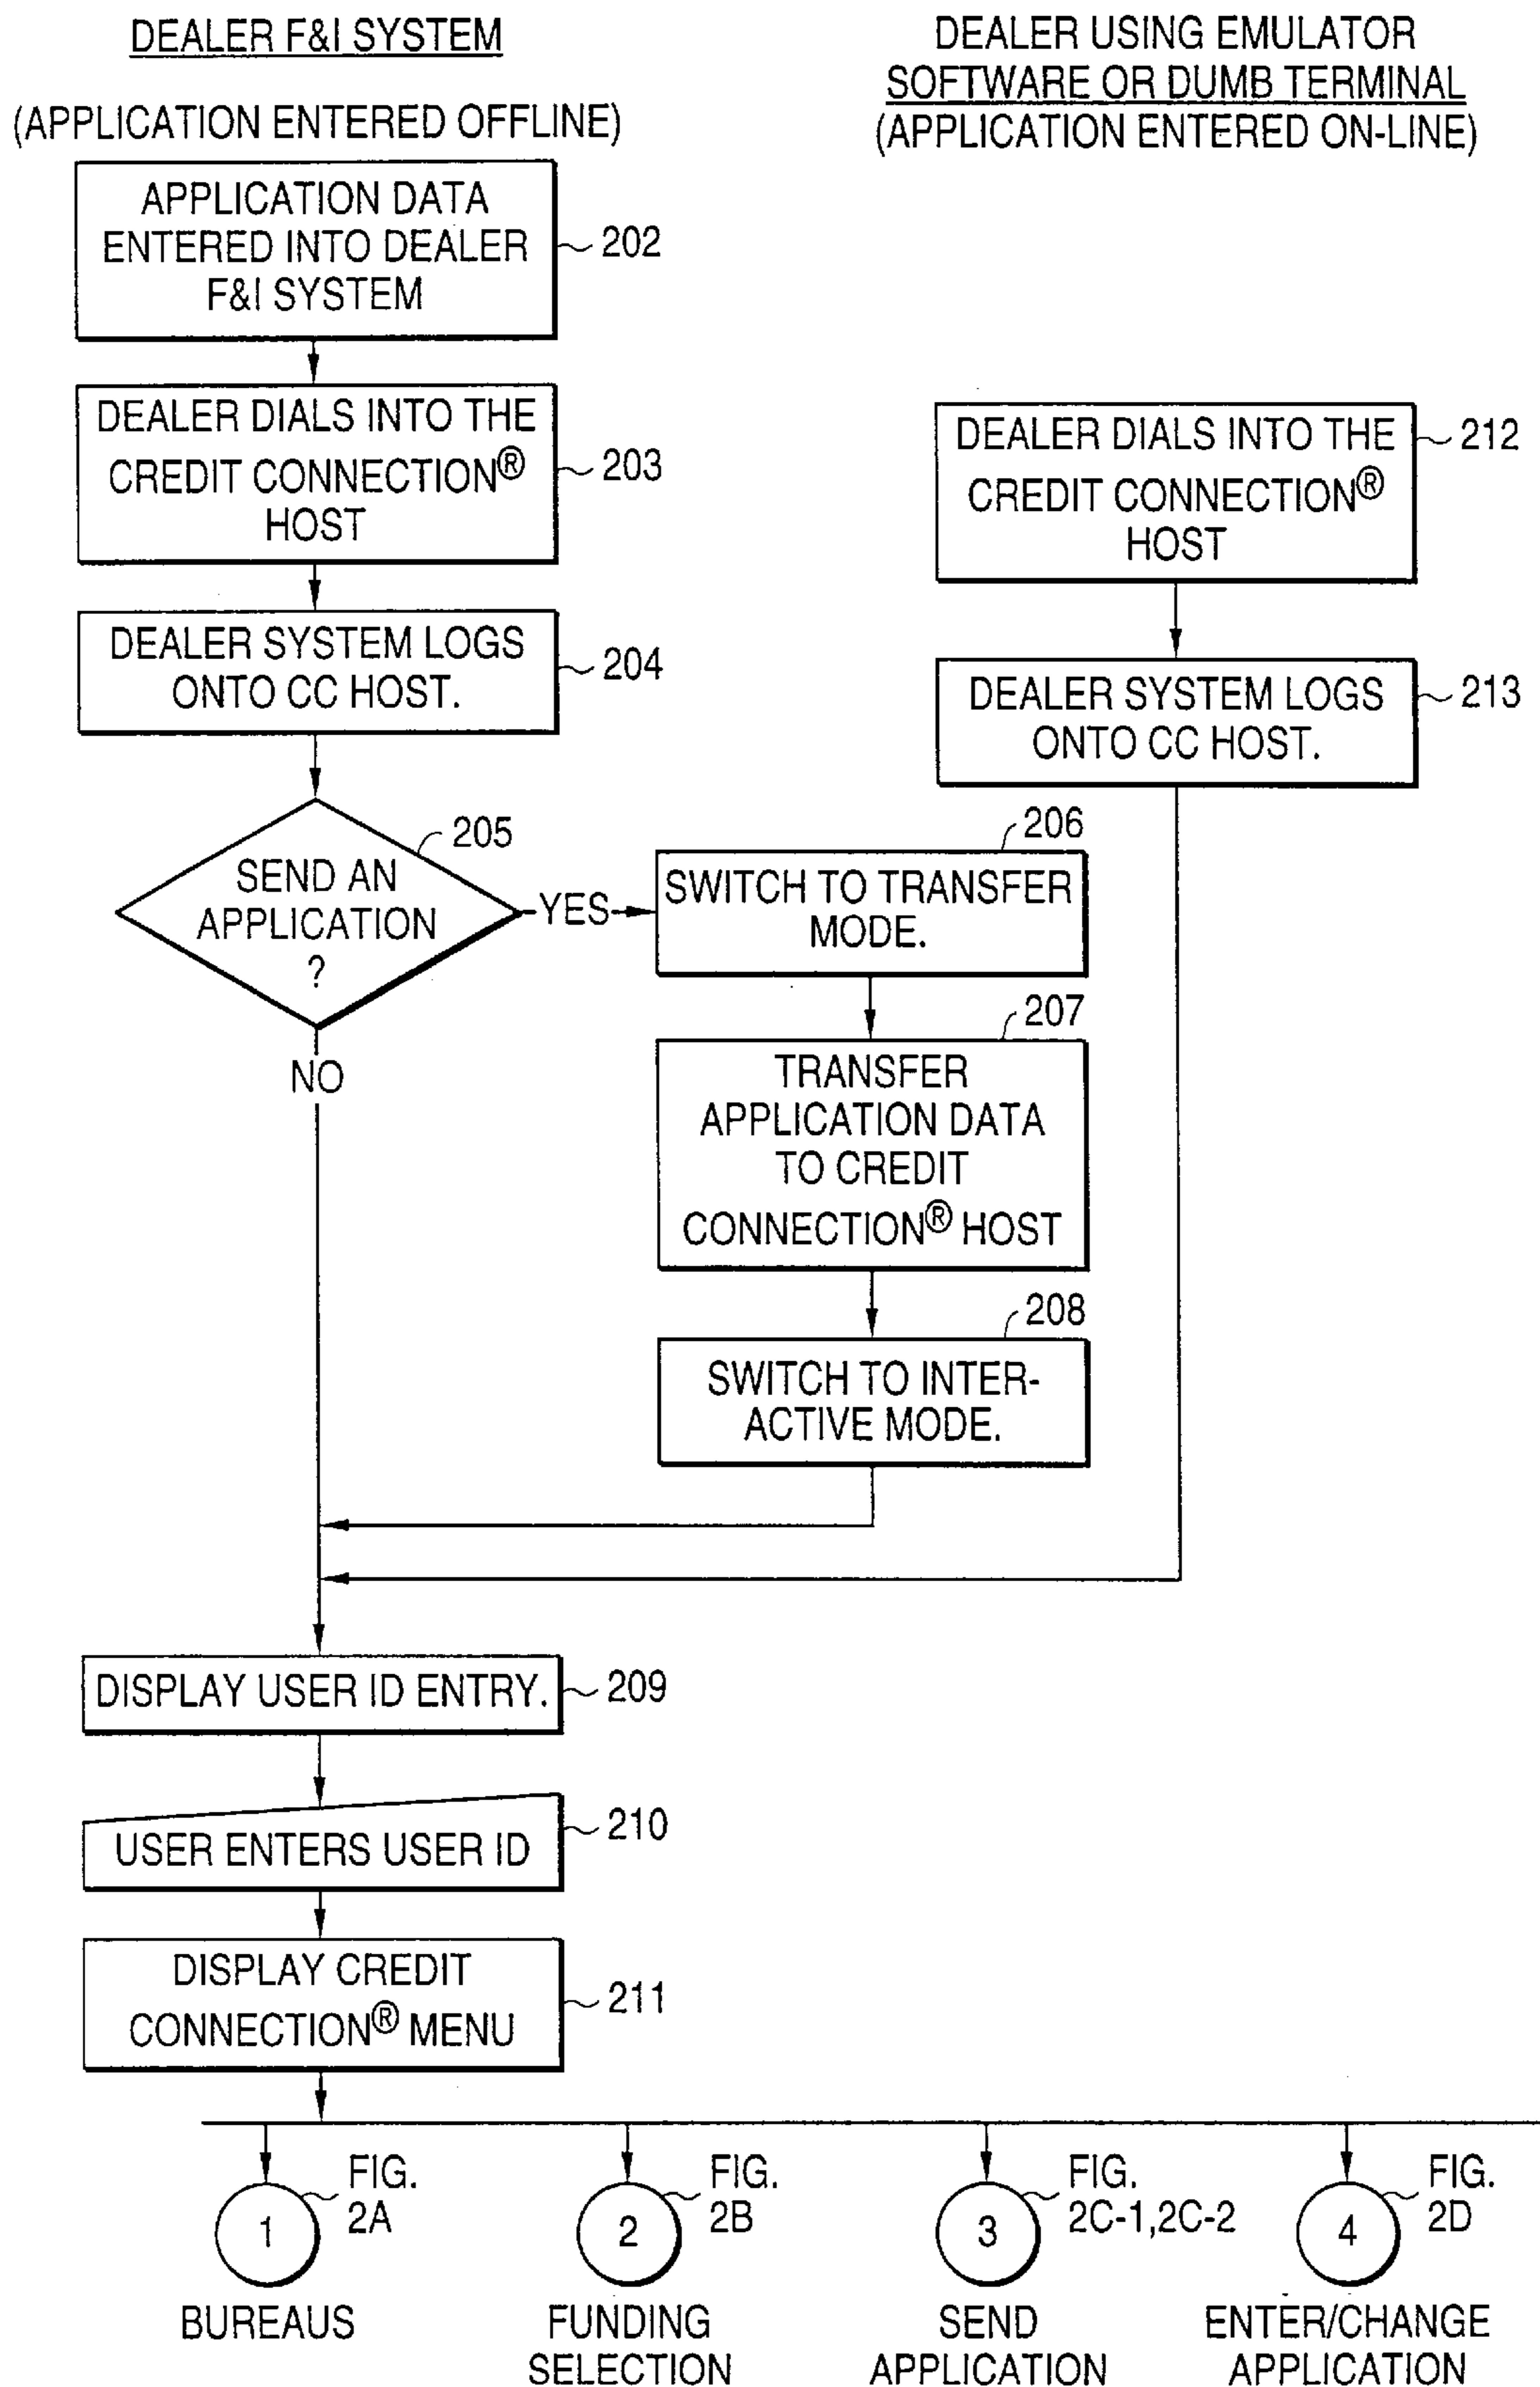 DEALER F&I SYSTEM
(APPLICATION ENTERED OFFLINE)
DEALER USING EMULATOR
SOFTWARE OR DUMB TERMINAL
(APPLICATION ENTERED ON-LINE)
APPLICATION DATA
ENTERED INTO DEALER
F&I SYSTEM
202
DEALER DIALS INTO THE
CREDIT CONNECTION®
HOST
203
DEALER DIALS INTO THE
CREDIT CONNECTION®
HOST
212
DEALER SYSTEM LOGS
ONTO CC HOST.
204
DEALER SYSTEM LOGS
ONTO CC HOST.
213
SEND AN
APPLICATION
?
205
YES
NO
206
SWITCH TO TRANSFER
MODE.
207
TRANSFER
APPLICATION DATA
TO CREDIT
CONNECTION® HOST
208
SWITCH TO INTER-
ACTIVE MODE.
DISPLAY USER ID ENTRY.
209
USER ENTERS USER ID
210
DISPLAY CREDIT
CONNECTION® MENU
211
1
FIG.
2A
BUREAUS
2
FIG.
2B
FUNDING
SELECTION
3
FIG.
2C-1,2C-2
SEND
APPLICATION
4
FIG.
2D
ENTER/CHANGE
APPLICATION